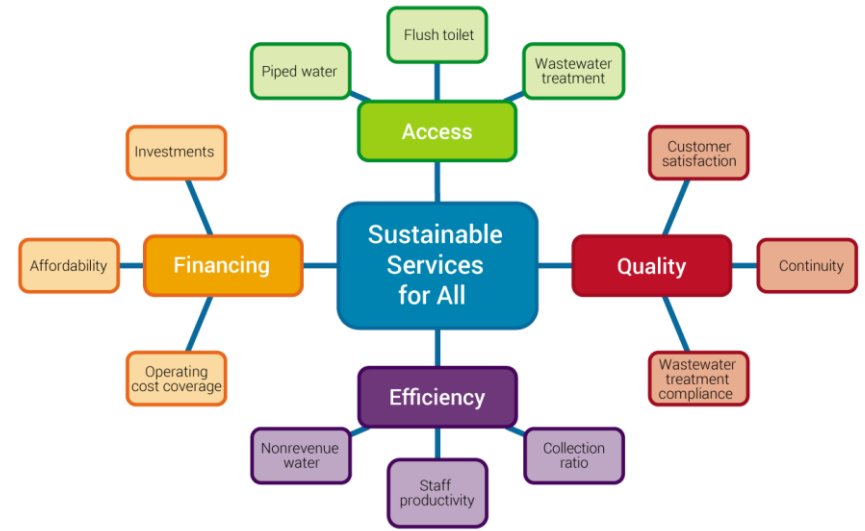 Flush toilet
Piped water
Wastewater
treatment
Access
Investments
Affordability
Financing
Operating
cost coverage
Sustainable
Services
for All
Customer
satisfaction
Quality
Continuity
Wastewater
treatment
compliance
Efficiency
Nonrevenue
water
Staff
productivity
Collection
ratio